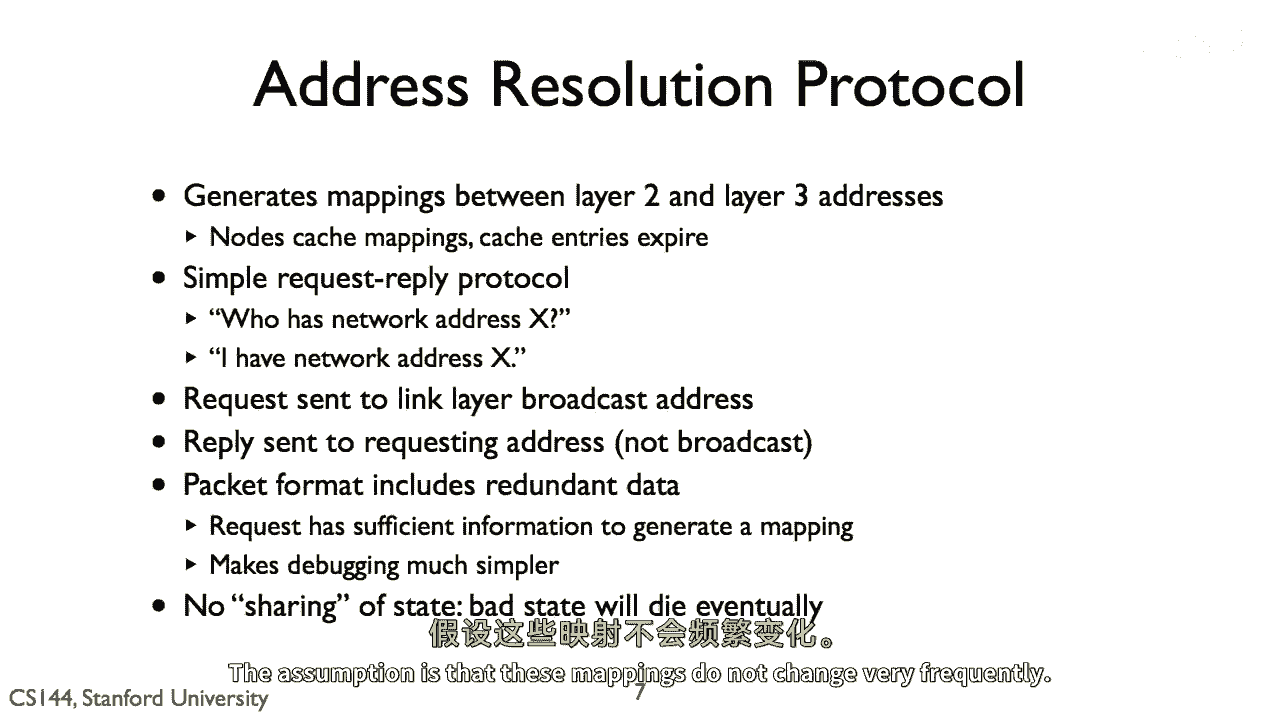 Address Resolution Protocol
• Generates mappings between layer 2 and layer 3 addresses
▸ Nodes cache mappings, cache entries expire
• Simple request-reply protocol
▸ “Who has network address X?”
▸ “I have network address X.”
• Request sent to link layer broadcast address
• Reply sent to requesting address (not broadcast)
• Packet format includes redundant data
▸ Request has sufficient information to generate a mapping
▸ Makes debugging much simpler
• No “sharing” of state: bad state will die eventually
假设这些映射不会频繁变化。
The assumption is that these mappings do not change very frequently.
CS144, Stanford University
7